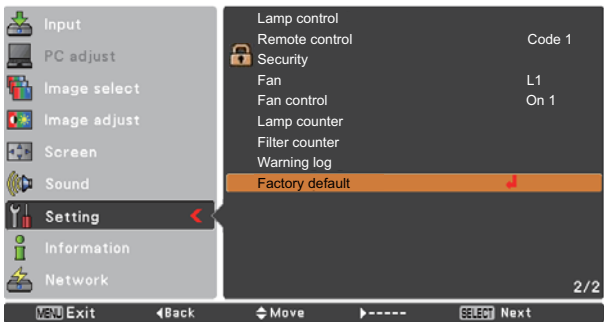 Input
PC adjust
Image select
Image adjust
Screen
Sound
Setting
Information
Network
Lamp control
Remote control Code 1
Security
Fan L1
Fan control On 1
Lamp counter
Filter counter
Warning log
Factory default
2/2
MENU Exit Back Move ----- SELECT Next